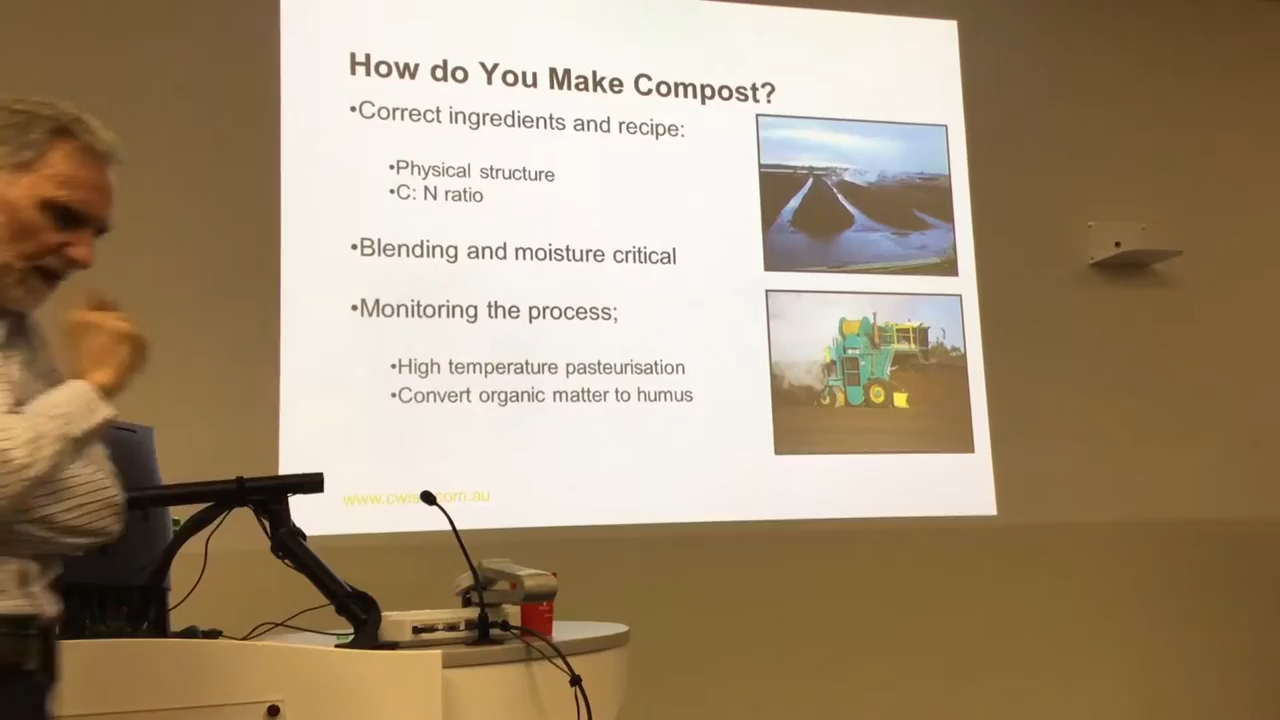 How do You Make Compost?
•Correct ingredients and recipe:
•Physical structure
•C: N ratio
•Blending and moisture critical
•Monitoring the process;
•High temperature pasteurisation
•Convert organic matter to humus